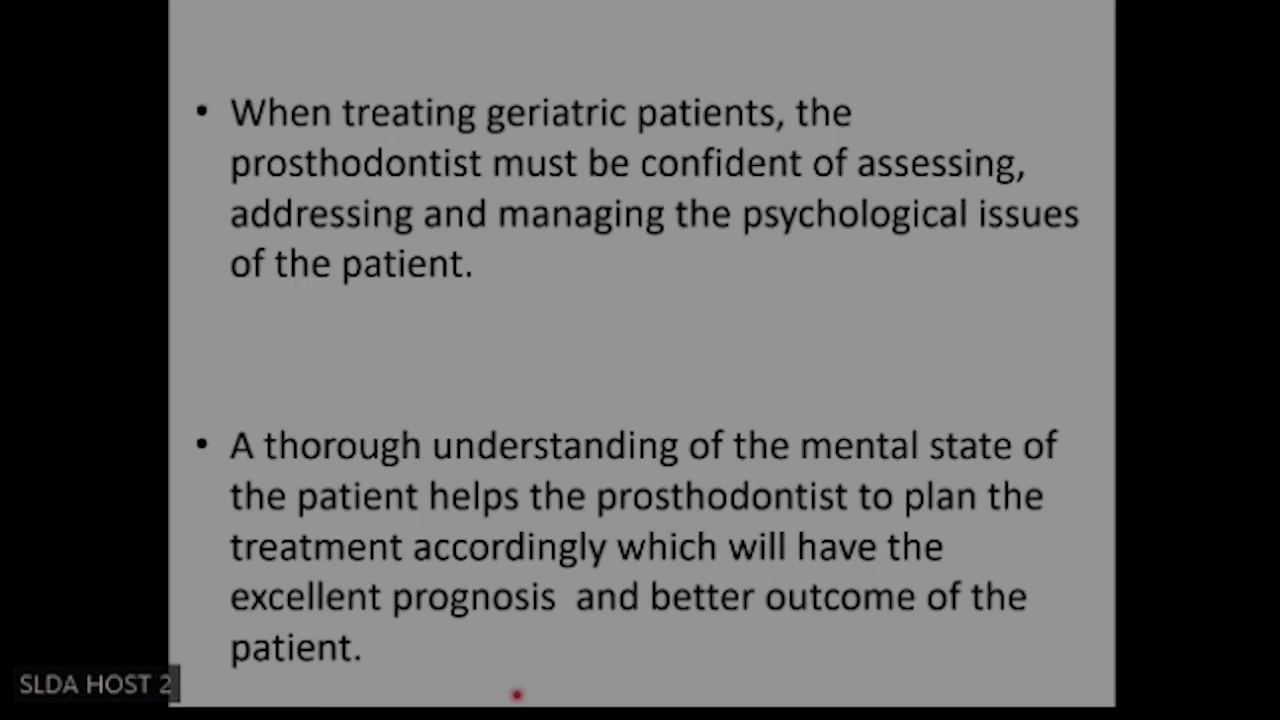 • When treating geriatric patients, the
prosthodontist must be confident of assessing,
addressing and managing the psychological issues
of the patient.
• A thorough understanding of the mental state of
the patient helps the prosthodontist to plan the
treatment accordingly which will have the
excellent prognosis  and better outcome of the
patient.
SLDA HOST 2